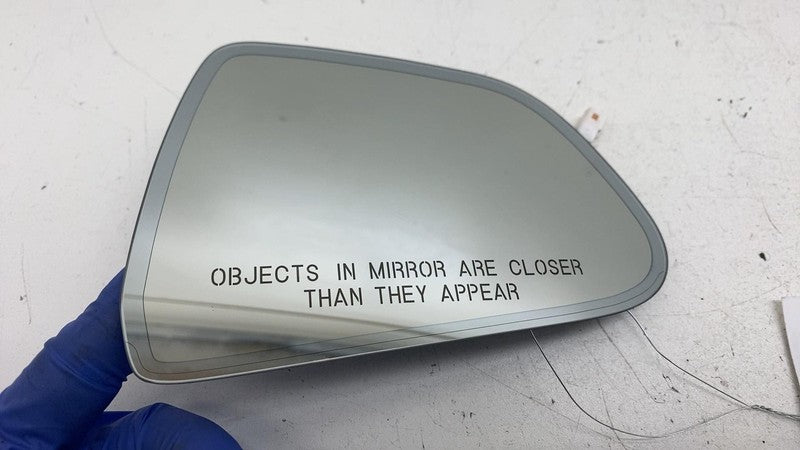 OBJECTS IN MIRROR ARE CLOSER
THAN THEY APPEAR